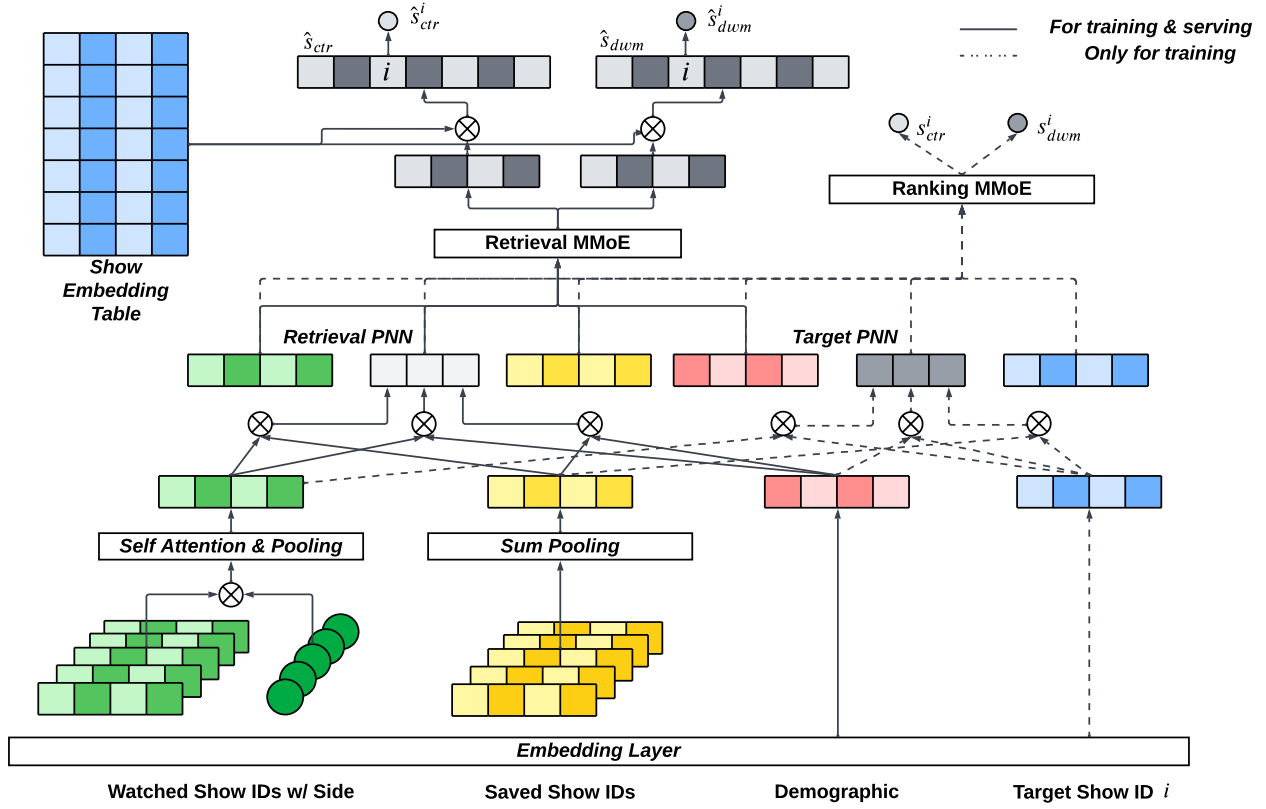 ŝ_ctr
ŝ^i_ctr
ŝ_dwm
ŝ^i_dwm
i
i
For training & serving
Only for training
s^i_ctr
s^i_dwm
Ranking MMoE
Retrieval MMoE
Show
Embedding
Table
Retrieval PNN
Target PNN
Self Attention & Pooling
Sum Pooling
Embedding Layer
Watched Show IDs w/ Side
Saved Show IDs
Demographic
Target Show ID i